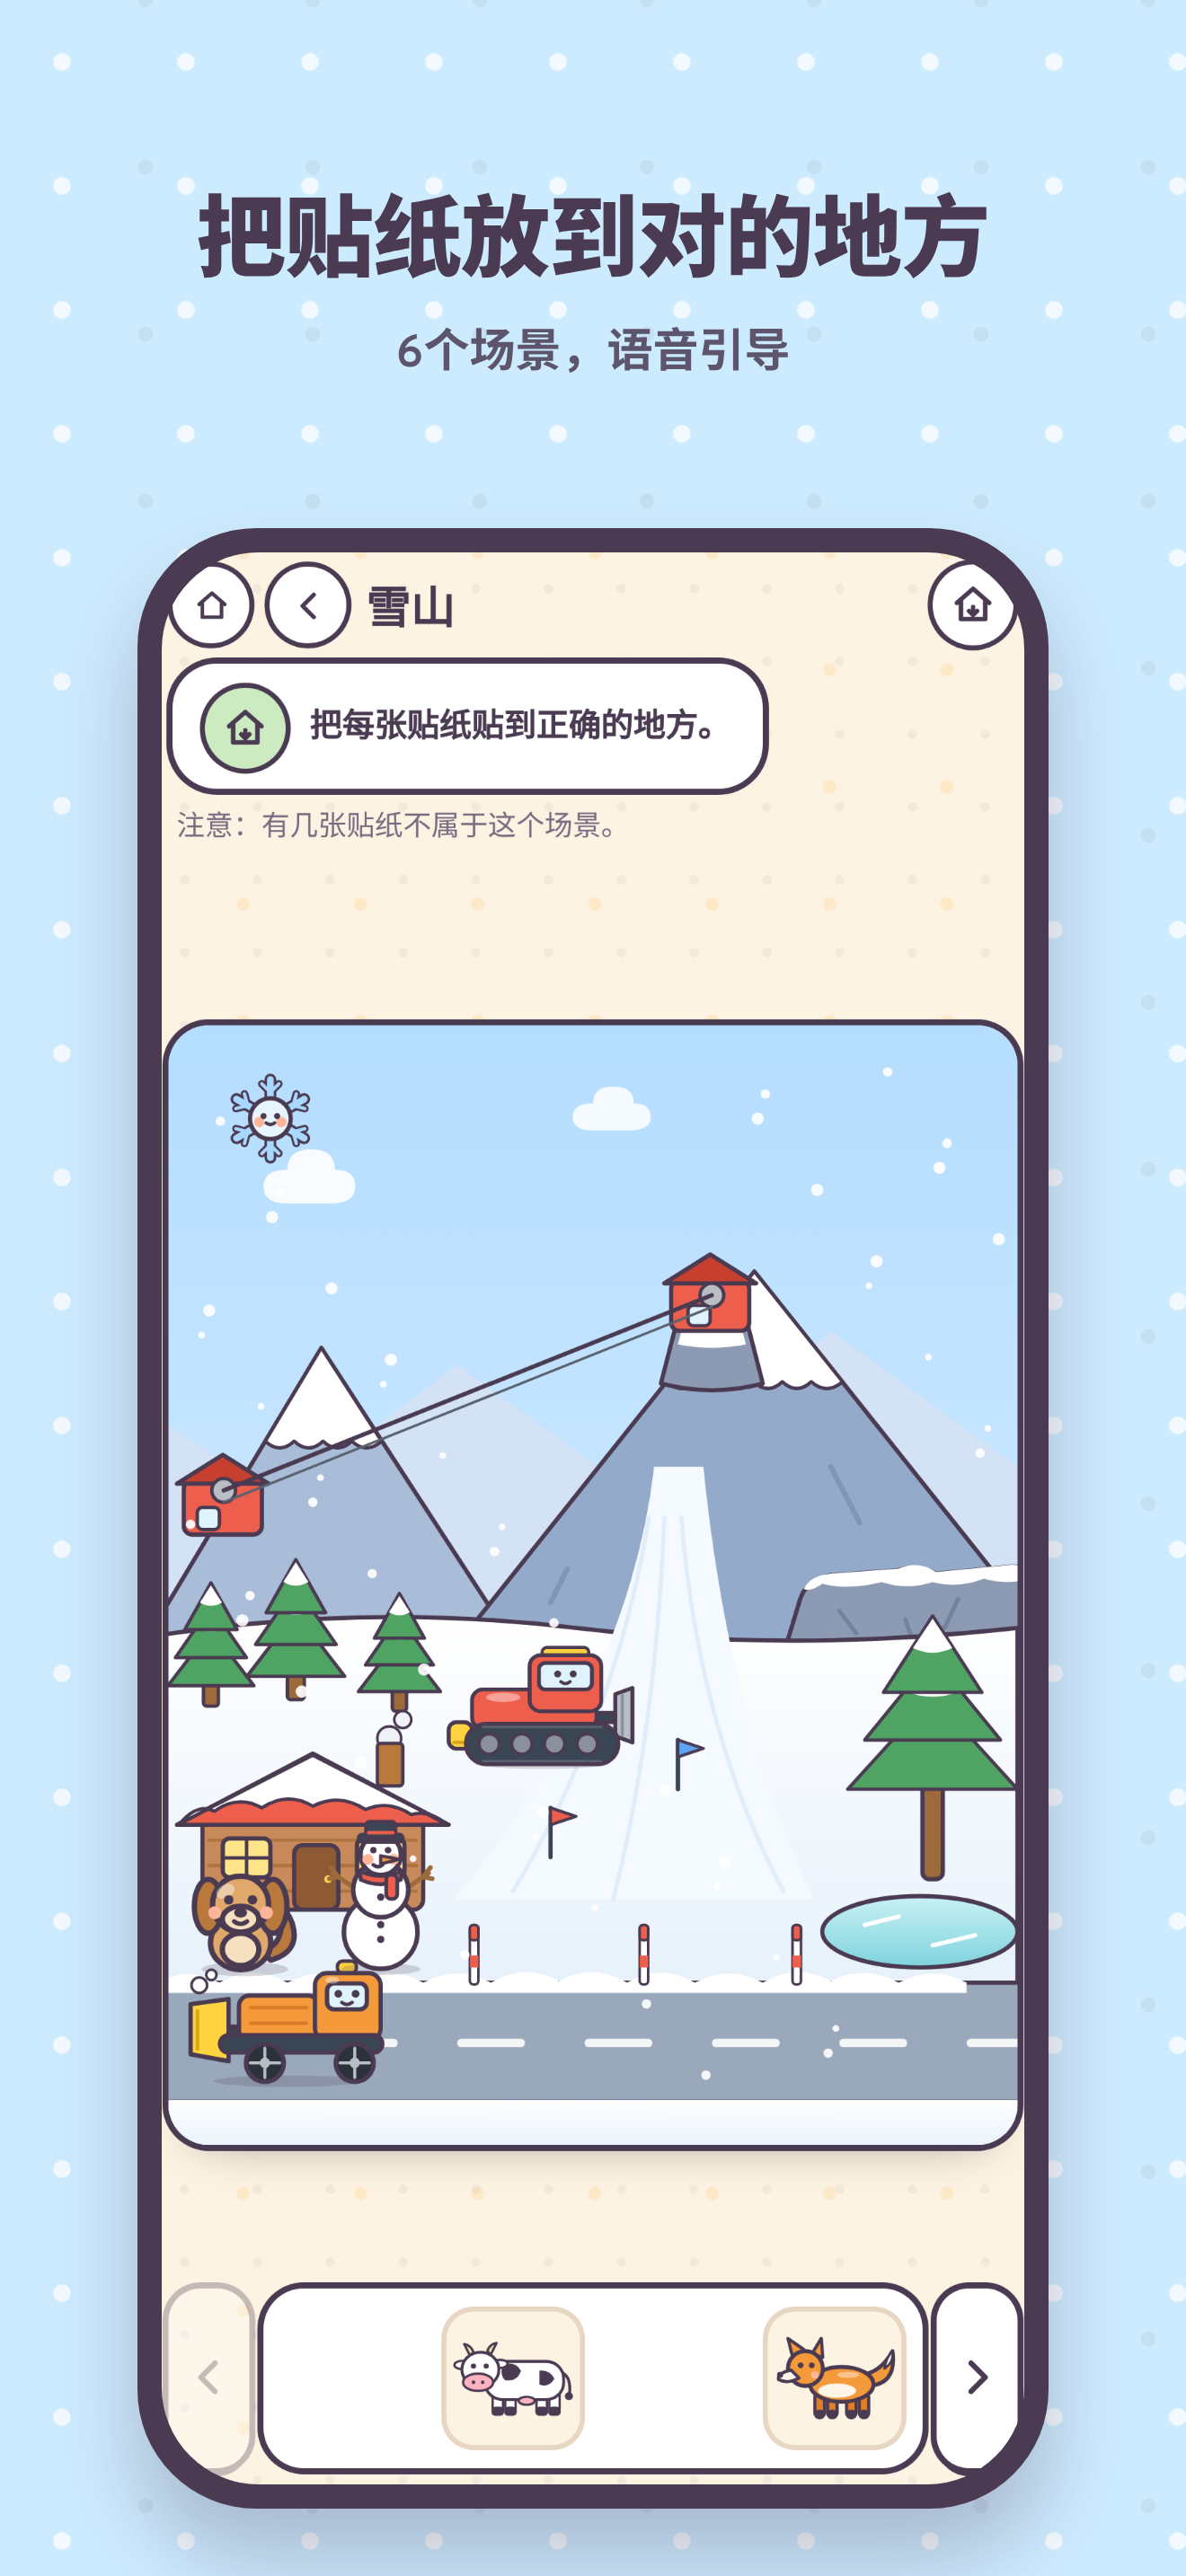 把贴纸放到对的地方
6个场景，语音引导
雪山
把每张贴纸贴到正确的地方。
注意：有几张贴纸不属于这个场景。